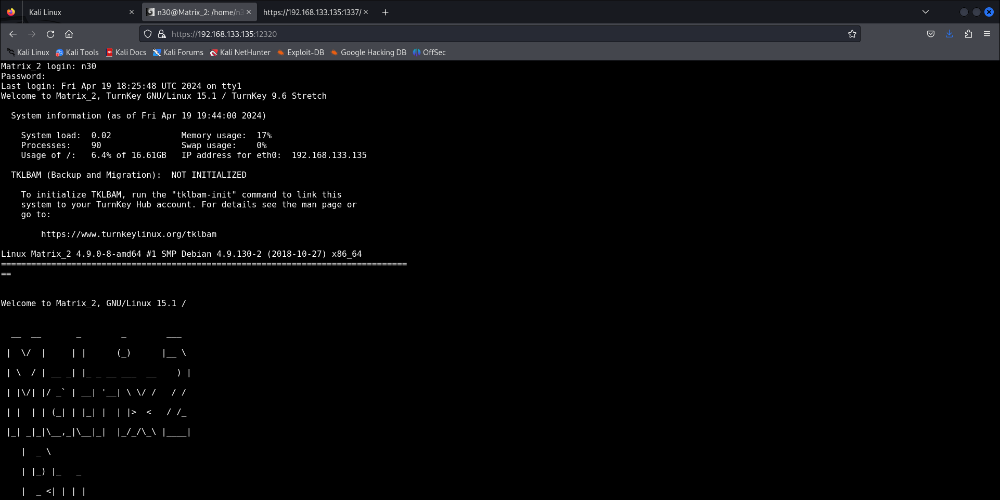 Kali Linux
n30@Matrix_2: /home/n3
https://192.168.133.135:1337/
https://192.168.133.135:12320
Kali Linux Kali Tools Kali Docs Kali Forums Kali NetHunter Exploit-DB Google Hacking DB OffSec
Matrix_2 login: n30
Password:
Last login: Fri Apr 19 18:25:48 UTC 2024 on tty1
Welcome to Matrix_2, TurnKey GNU/Linux 15.1 / TurnKey 9.6 Stretch
  System information (as of Fri Apr 19 19:44:00 2024)
    System load:  0.02              Memory usage:  17%
    Processes:    90                Swap usage:    0%
    Usage of /:   6.4% of 16.61GB   IP address for eth0:  192.168.133.135
  TKLBAM (Backup and Migration):  NOT INITIALIZED
    To initialize TKLBAM, run the "tklbam-init" command to link this
    system to your TurnKey Hub account. For details see the man page or
    go to:
        https://www.turnkeylinux.org/tklbam
Linux Matrix_2 4.9.0-8-amd64 #1 SMP Debian 4.9.130-2 (2018-10-27) x86_64
=================================================================================
==
Welcome to Matrix_2, GNU/Linux 15.1 /
  __  __       _        _        ___
 |  \/  |     | |      (_)      |__ \
 | \  / | __ _| |_ _ __ ___  __    ) |
 | |\/| |/ _` | __| '__| \ \/ /   / /
 | |  | | (_| | |_| |  | |>  <   / /_
 |_| _|_|\__,_|\__|_|  |_/_/\_\ |____|
    |  _ \
    | |_) |_   _
    |  _ <| | | |